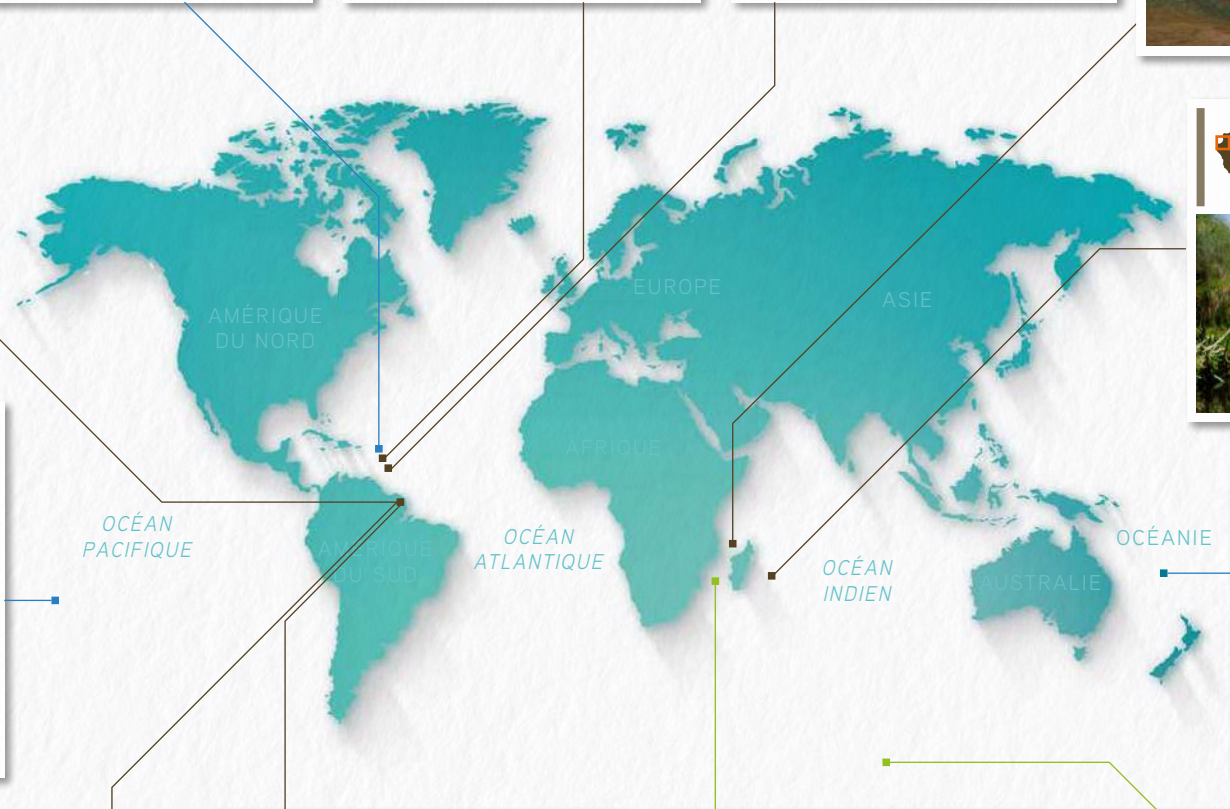 AMÉRIQUE
DU NORD
EUROPE
ASIE
AFRIQUE
OCÉAN
PACIFIQUE
AMÉRIQUE
DU SUD
OCÉAN
ATLANTIQUE
OCÉAN
INDIEN
OCÉANIE
AUSTRALIE